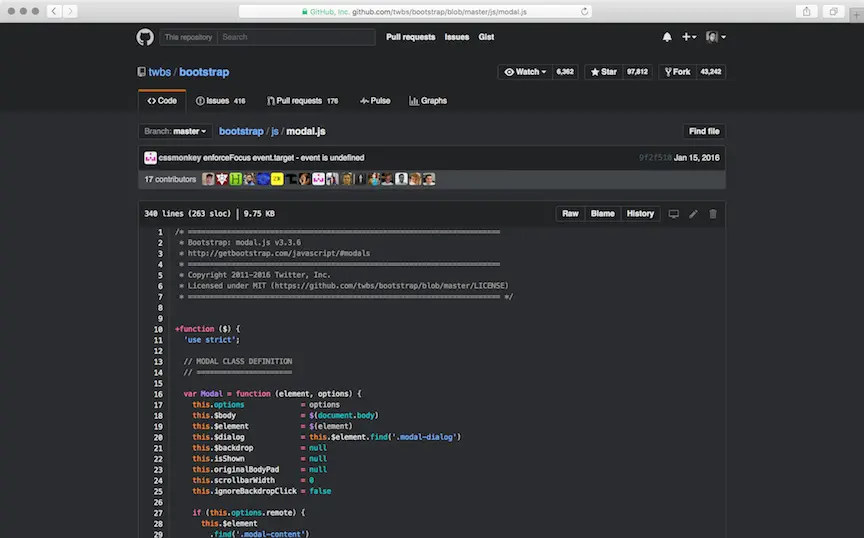 GitHub, Inc. github.com/twbs/bootstrap/blob/master/js/modal.js
This repository Search Pull requests Issues Gist
twbs / bootstrap Watch 6,362 Star 97,812 Fork 43,242
Code Issues 416 Pull requests 176 Pulse Graphs
Branch: master bootstrap / js / modal.js Find file
cssmonkey enforceFocus event.target - event is undefined 9f2f518 Jan 15, 2016
17 contributors
340 lines (263 sloc) 9.75 KB Raw Blame History
1 /* ========================================================================
2 * Bootstrap: modal.js v3.3.6
3 * http://getbootstrap.com/javascript/#modals
4 * ========================================================================
5 * Copyright 2011-2016 Twitter, Inc.
6 * Licensed under MIT (https://github.com/twbs/bootstrap/blob/master/LICENSE)
7 * ======================================================================== */
8
9
10 +function ($) {
11 'use strict';
12
13 // MODAL CLASS DEFINITION
14 // ======================
15
16 var Modal = function (element, options) {
17 this.options = options
18 this.$body = $(document.body)
19 this.$element = $(element)
20 this.$dialog = this.$element.find('.modal-dialog')
21 this.$backdrop = null
22 this.isShown = null
23 this.originalBodyPad = null
24 this.scrollbarWidth = 0
25 this.ignoreBackdropClick = false
26
27 if (this.options.remote) {
28 this.$element
29 .find('.modal-content')